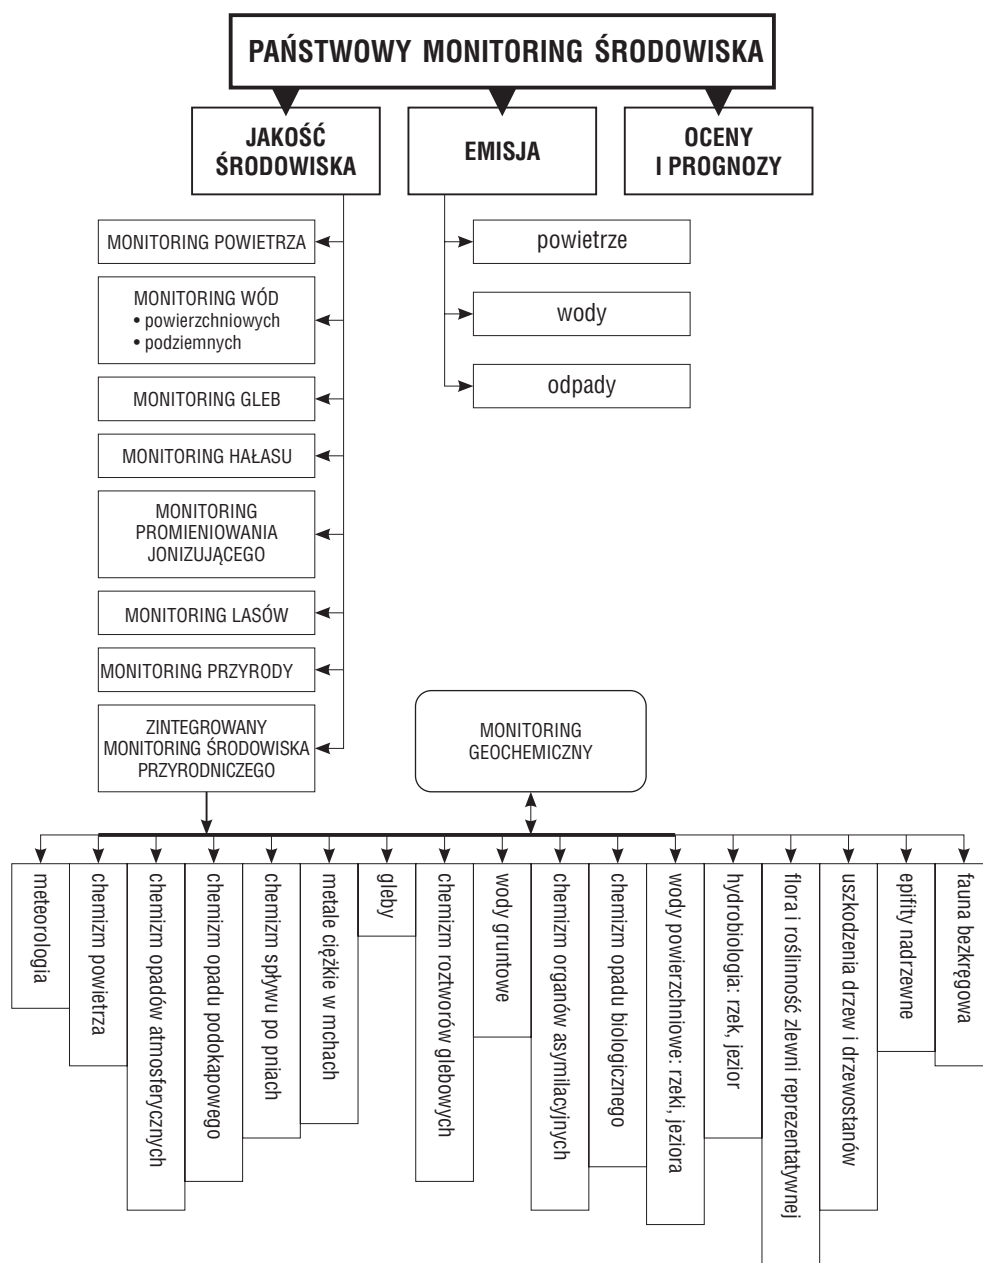 PAŃSTWOWY MONITORING ŚRODOWISKA
JAKOŚĆ
ŚRODOWISKA
EMISJA
OCENY
I PROGNOZY
MONITORING POWIETRZA
MONITORING WÓD
• powierzchniowych
• podziemnych
MONITORING GLEB
MONITORING HAŁASU
MONITORING
PROMIENIOWANIA
JONIZUJĄCEGO
MONITORING LASÓW
MONITORING PRZYRODY
ZINTEGROWANY
MONITORING ŚRODOWISKA
PRZYRODNICZEGO
powietrze
wody
odpady
MONITORING
GEOCHEMICZNY
meteorologia
chemizm powietrza
chemizm opadów atmosferycznych
chemizm opadu podokapowego
chemizm spływu po pniach
metale ciężkie w mchach
gleby
chemizm roztworów glebowych
wody gruntowe
chemizm organów asymilacyjnych
chemizm opadu biologicznego
wody powierzchniowe: rzeki, jeziora
hydrobiologia: rzek, jezior
flora i roślinność zlewni reprezentatywnej
uszkodzenia drzew i drzewostanów
epifity nadrzewne
fauna bezkręgowa